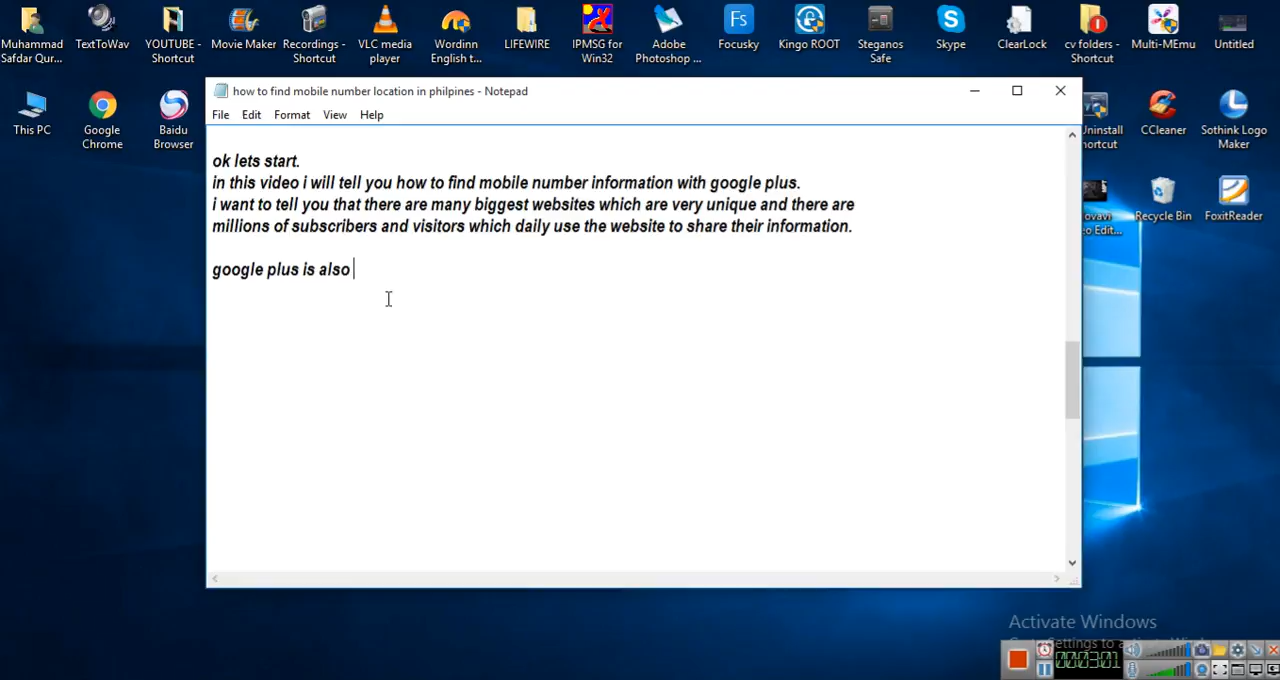 Muhammad Safdar Qur...
TextToWav
YOUTUBE - Shortcut
Movie Maker
Recordings - Shortcut
VLC media player
Wordinn English t...
LIFEWIRE
IPMSG for Win32
Adobe Photoshop ...
Fs
Focusky
Kingo ROOT
Steganos Safe
Skype
ClearLock
cv folders - Shortcut
Multi-MEmu
Untitled
This PC
Google Chrome
Baidu Browser
Uninstall
CCleaner
Sothink Logo Maker
Recycle Bin
FoxitReader
how to find mobile number location in philpines - Notepad
File Edit Format View Help
ok lets start.
in this video i will tell you how to find mobile number information with google plus.
i want to tell you that there are many biggest websites which are very unique and there are
millions of subscribers and visitors which daily use the website to share their information.
google plus is also
Activate Windows
000301